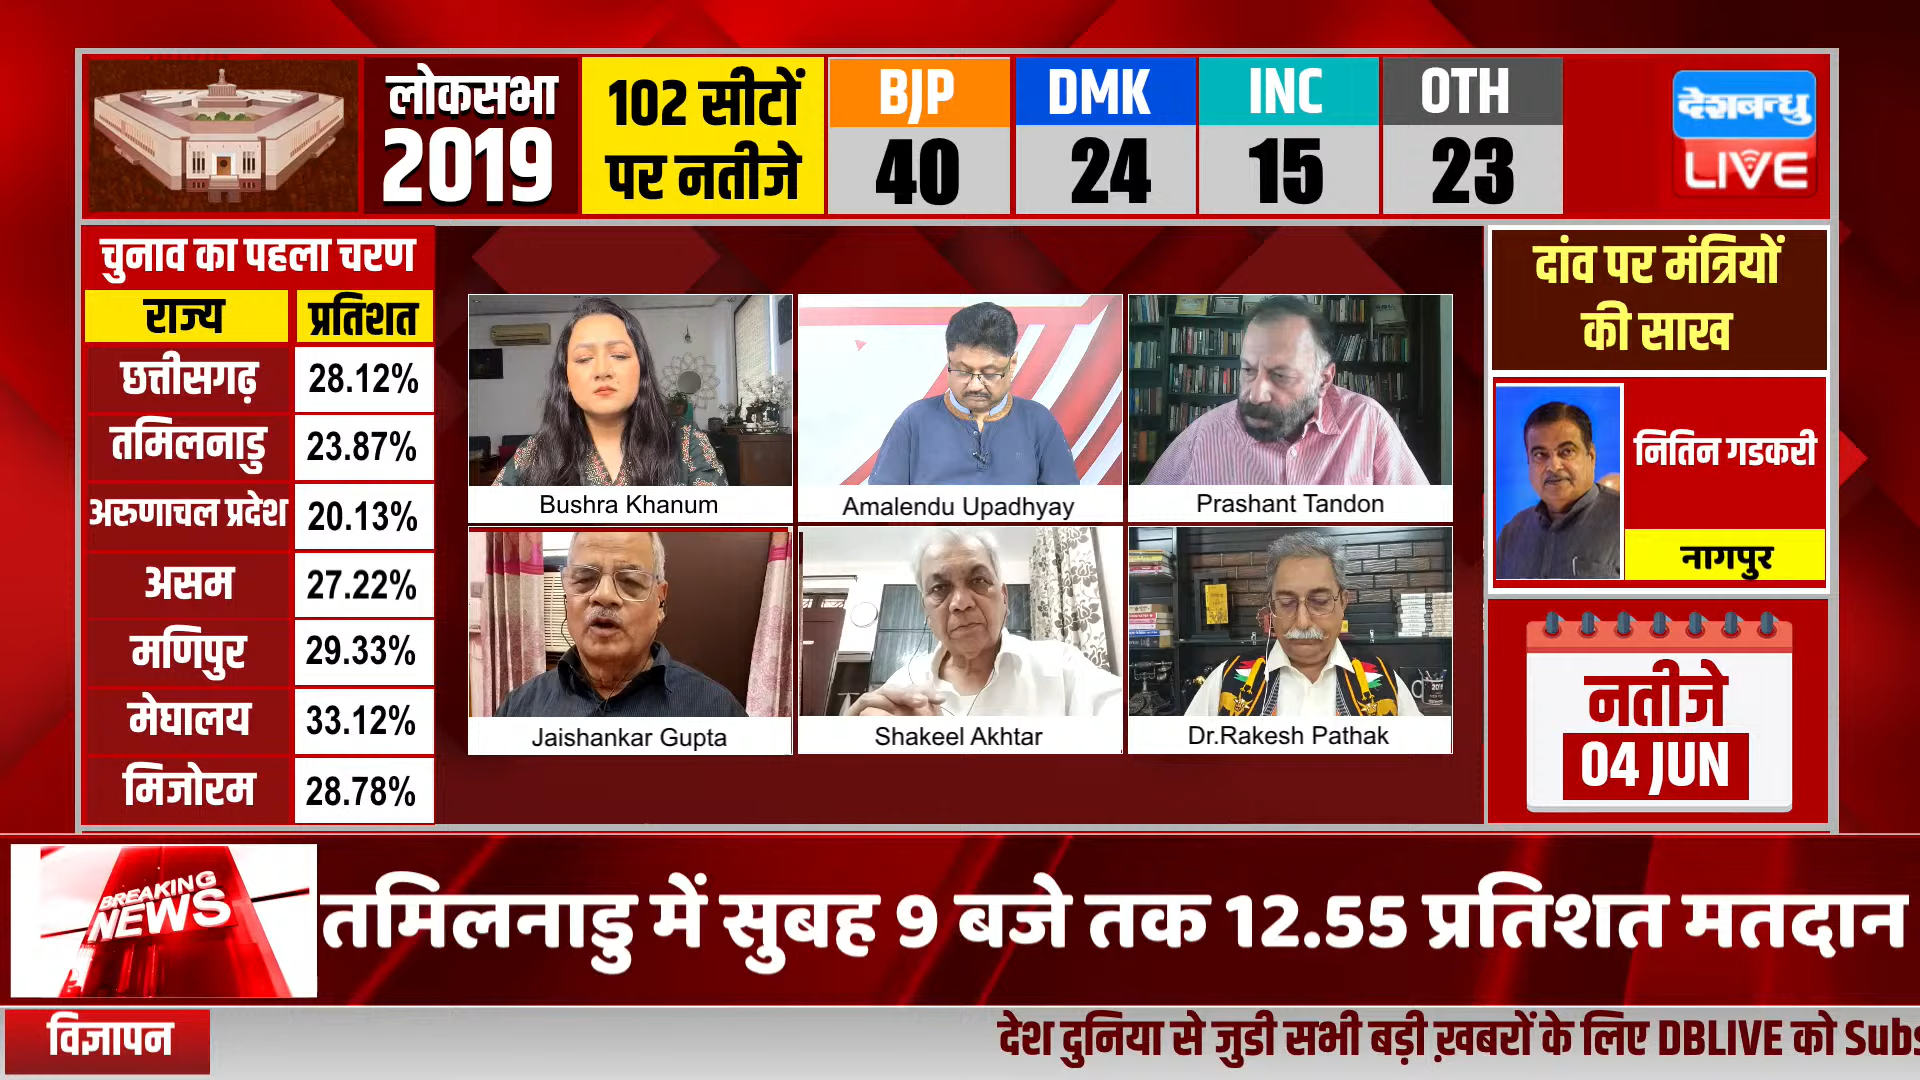 लोकसभा
2019
102 सीटों
पर नतीजे
BJP
40
DMK
24
INC
15
OTH
23
देशबन्धु
LIVE
चुनाव का पहला चरण
राज्य प्रतिशत
छत्तीसगढ़ 28.12%
तमिलनाडु 23.87%
अरुणाचल प्रदेश 20.13%
असम 27.22%
मणिपुर 29.33%
मेघालय 33.12%
मिजोरम 28.78%
Bushra Khanum
Amalendu Upadhyay
Prashant Tandon
Jaishankar Gupta
Shakeel Akhtar
Dr.Rakesh Pathak
दांव पर मंत्रियों
की साख
नितिन गडकरी
नागपुर
नतीजे
04 JUN
BREAKING
NEWS
तमिलनाडु में सुबह 9 बजे तक 12.55 प्रतिशत मतदान
विज्ञापन
देश दुनिया से जुडी सभी बड़ी ख़बरों के लिए DBLIVE को Subs